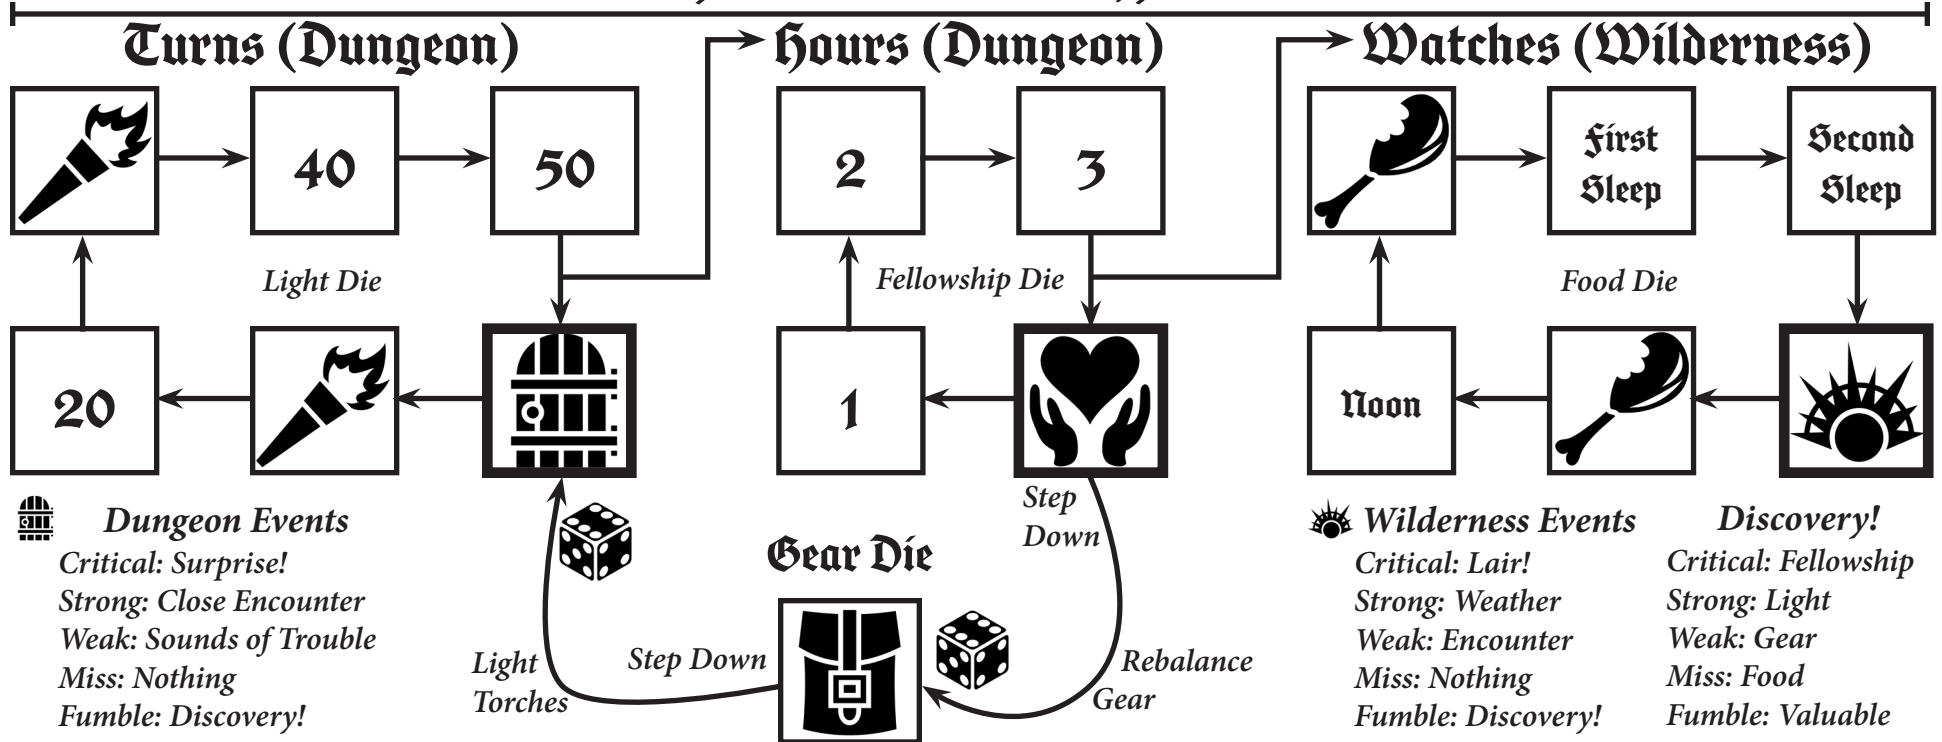 Turns (Dungeon)
40
50
Light Die
20
Hours (Dungeon)
2
3
Fellowship Die
1
Watches (Wilderness)
First
Sleep
Second
Sleep
Food Die
Noon
Dungeon Events
Critical: Surprise!
Strong: Close Encounter
Weak: Sounds of Trouble
Miss: Nothing
Fumble: Discovery!
Light
Torches
Step Down
Gear Die
Step
Down
Rebalance
Gear
Wilderness Events
Critical: Lair!
Strong: Weather
Weak: Encounter
Miss: Nothing
Fumble: Discovery!
Discovery!
Critical: Fellowship
Strong: Light
Weak: Gear
Miss: Food
Fumble: Valuable